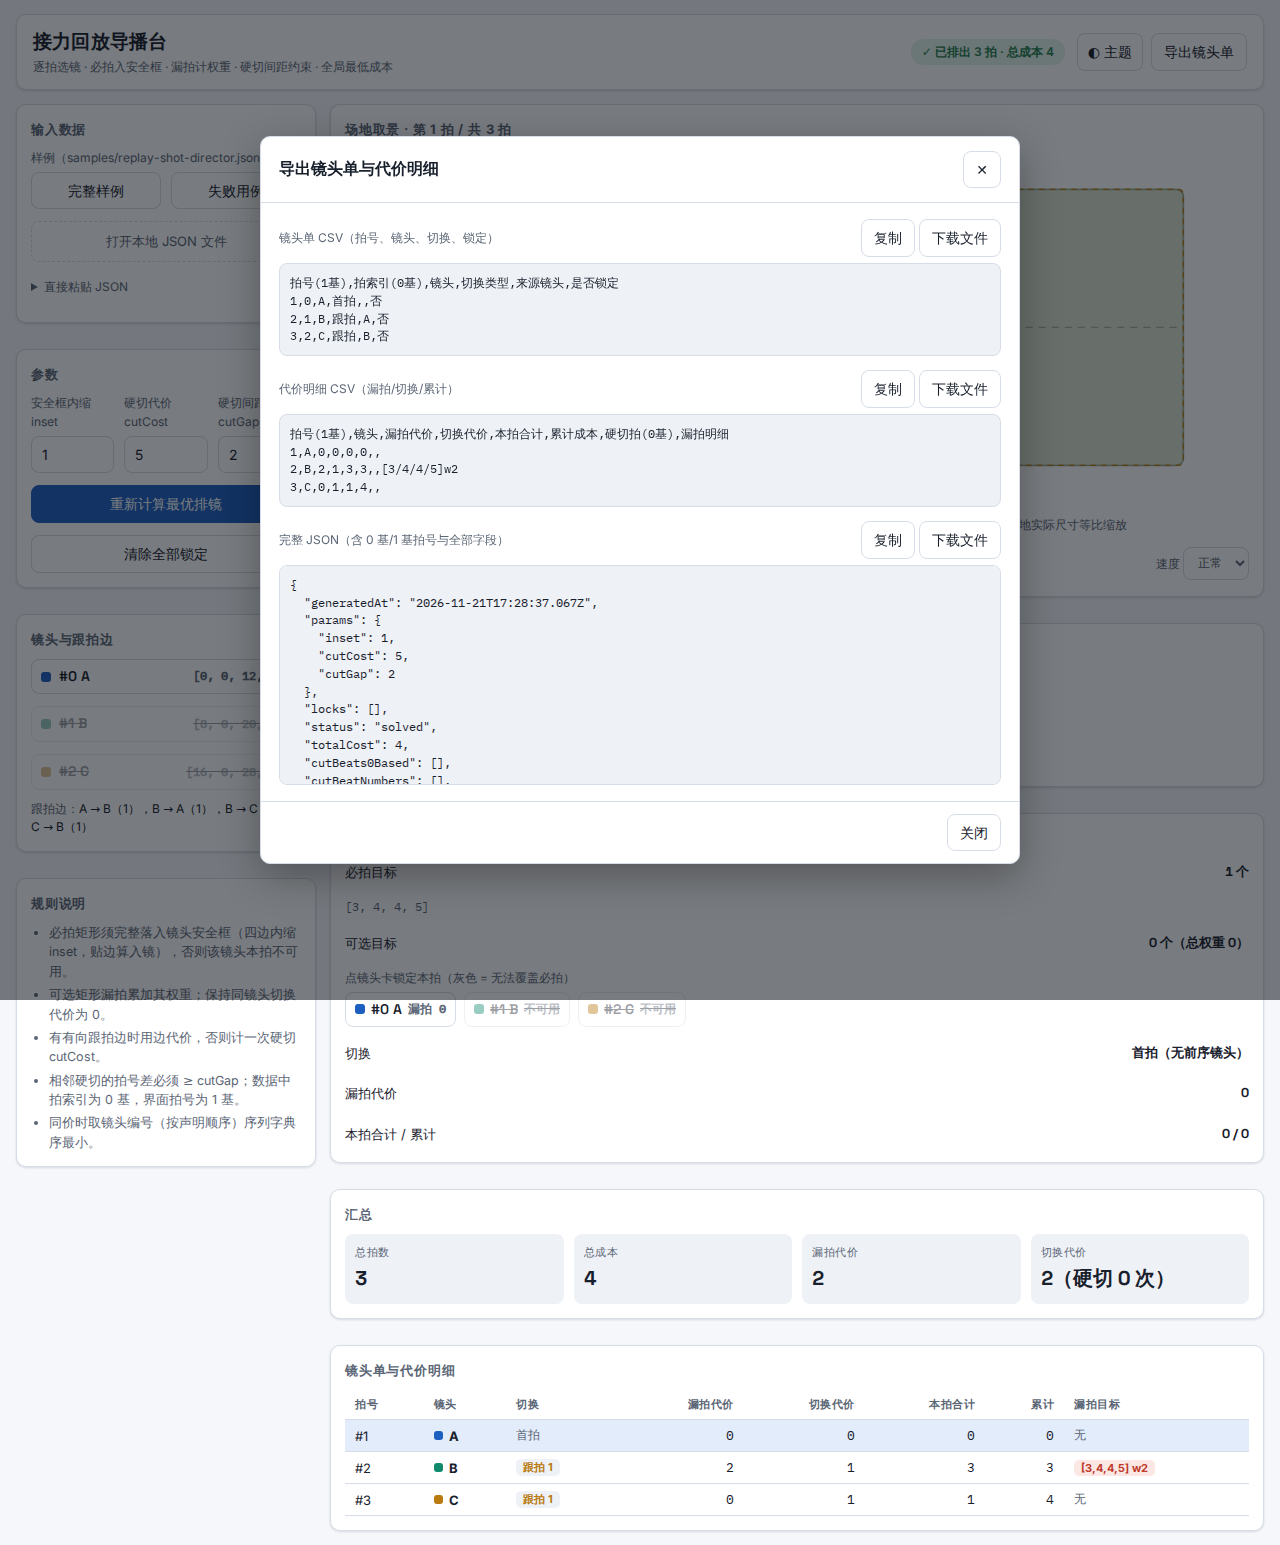 接力回放导播台
逐拍选镜 · 必拍入安全框 · 漏拍计权重 · 硬切间距约束 · 全局最低成本
✓ 已排出 3 拍 · 总成本 4
◐ 主题
导出镜头单
输入数据
样例（samples/replay-shot-director.json
完整样例
失败用例
打开本地 JSON 文件
▶ 直接粘贴 JSON
参数
安全框内缩
inset
硬切代价
cutCost
硬切间距
cutGap
1
5
2
重新计算最优排镜
清除全部锁定
镜头与跟拍边
#0 A
[0, 0, 12,
#1 B
[8, 0, 20,
#2 C
[16, 0, 28,
跟拍边：A → B（1），B → A（1），B → C
C → B（1）
规则说明
• 必拍矩形须完整落入镜头安全框（四边内缩
inset，贴边算入镜），否则该镜头本拍不可
用。
• 可选矩形漏拍累加其权重；保持同镜头切换
代价为 0。
• 有有向跟拍边时用边代价，否则计一次硬切
cutCost。
• 相邻硬切的拍号差必须 ≥ cutGap；数据中
拍索引为 0 基，界面拍号为 1 基。
• 同价时取镜头编号（按声明顺序）序列字典
序最小。
场地取景 · 第 1 拍 / 共 3 拍
地实际尺寸等比缩放
速度
正常
导出镜头单与代价明细
✕
镜头单 CSV（拍号、镜头、切换、锁定）
复制
下载文件
拍号(1基),拍索引(0基),镜头,切换类型,来源镜头,是否锁定
1,0,A,首拍,,否
2,1,B,跟拍,A,否
3,2,C,跟拍,B,否
代价明细 CSV（漏拍/切换/累计）
复制
下载文件
拍号(1基),镜头,漏拍代价,切换代价,本拍合计,累计成本,硬切拍(0基),漏拍明细
1,A,0,0,0,0,,
2,B,2,1,3,3,,[3/4/4/5]w2
3,C,0,1,1,4,,
完整 JSON（含 0 基/1 基拍号与全部字段）
复制
下载文件
{
"generatedAt": "2026-11-21T17:28:37.067Z",
"params": {
"inset": 1,
"cutCost": 5,
"cutGap": 2
},
"locks": [],
"status": "solved",
"totalCost": 4,
"cutBeats0Based": [],
"cutBeatNumbers": [],
关闭
必拍目标
1 个
[3, 4, 4, 5]
可选目标
0 个（总权重 0）
点镜头卡锁定本拍（灰色 = 无法覆盖必拍）
#0 A 漏拍 0
#1 B 不可用
#2 C 不可用
切换
首拍（无前序镜头）
漏拍代价
0
本拍合计 / 累计
0 / 0
汇总
总拍数
3
总成本
4
漏拍代价
2
切换代价
2（硬切 0 次）
镜头单与代价明细
拍号 镜头 切换 漏拍代价 切换代价 本拍合计 累计 漏拍目标
#1 A 首拍 0 0 0 0 无
#2 B 跟拍 1 2 1 3 3 [3,4,4,5] w2
#3 C 跟拍 1 0 1 1 4 无